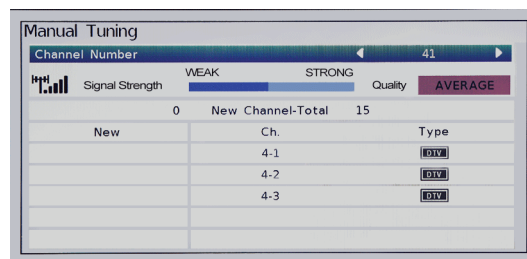 Manual Tuning
Channel Number 41
WEAK STRONG
Signal Strength Quality AVERAGE
0 New Channel-Total 15
New Ch. Type
4-1 DTV
4-2 DTV
4-3 DTV